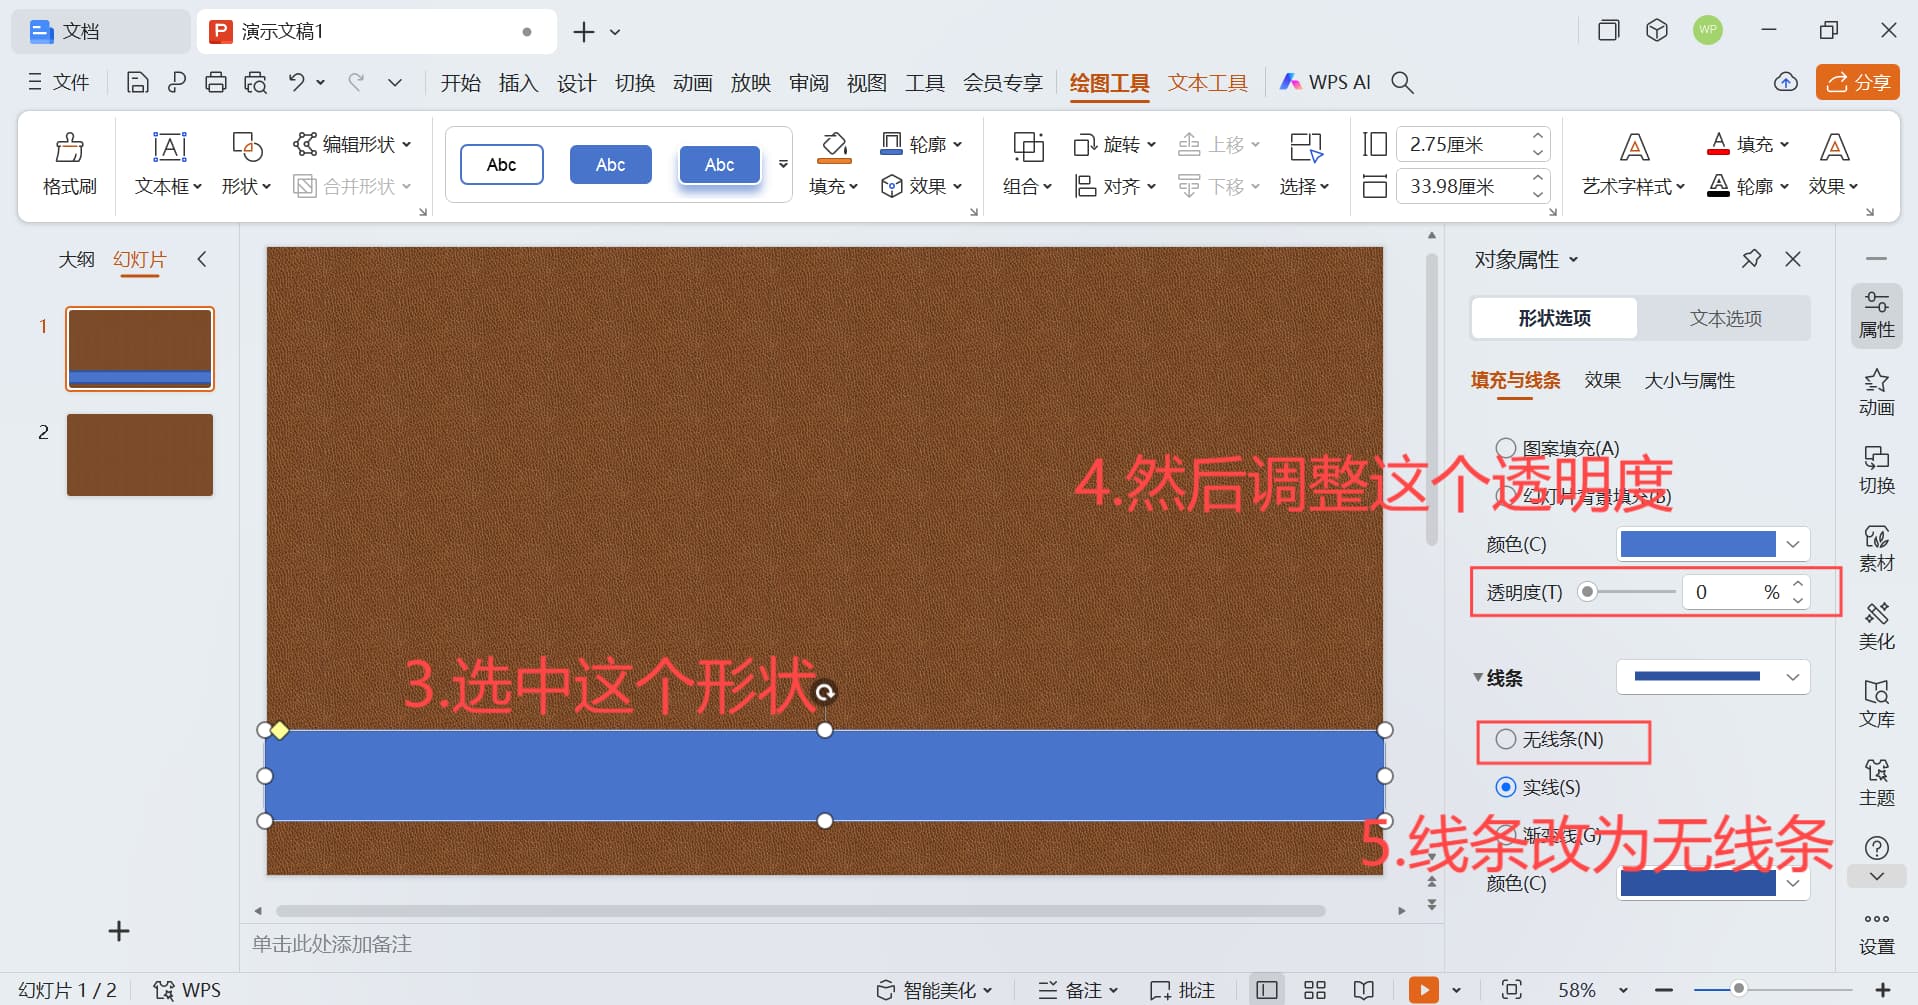 文档
演示文稿1
WP
文件
开始 插入 设计 切换 动画 放映 审阅 视图 工具 会员专享 绘图工具 文本工具 WPS AI
分享
格式刷
文本框
形状
编辑形状
合并形状
Abc Abc Abc
填充
轮廓
效果
组合
旋转
对齐
上移
下移
选择
2.75厘米
33.98厘米
艺术字样式
填充
轮廓
效果
大纲 幻灯片
1
2
3.选中这个形状
4.然后调整这个透明度
5.线条改为无线条
对象属性
形状选项 文本选项
填充与线条 效果 大小与属性
图案填充(A)
幻灯片背景填充(B)
颜色(C)
透明度(T) 0 %
线条
无线条(N)
实线(S)
渐变线(G)
颜色(C)
属性
动画
切换
素材
美化
文库
主题
设置
单击此处添加备注
幻灯片 1 / 2 WPS 智能美化 备注 批注 58%